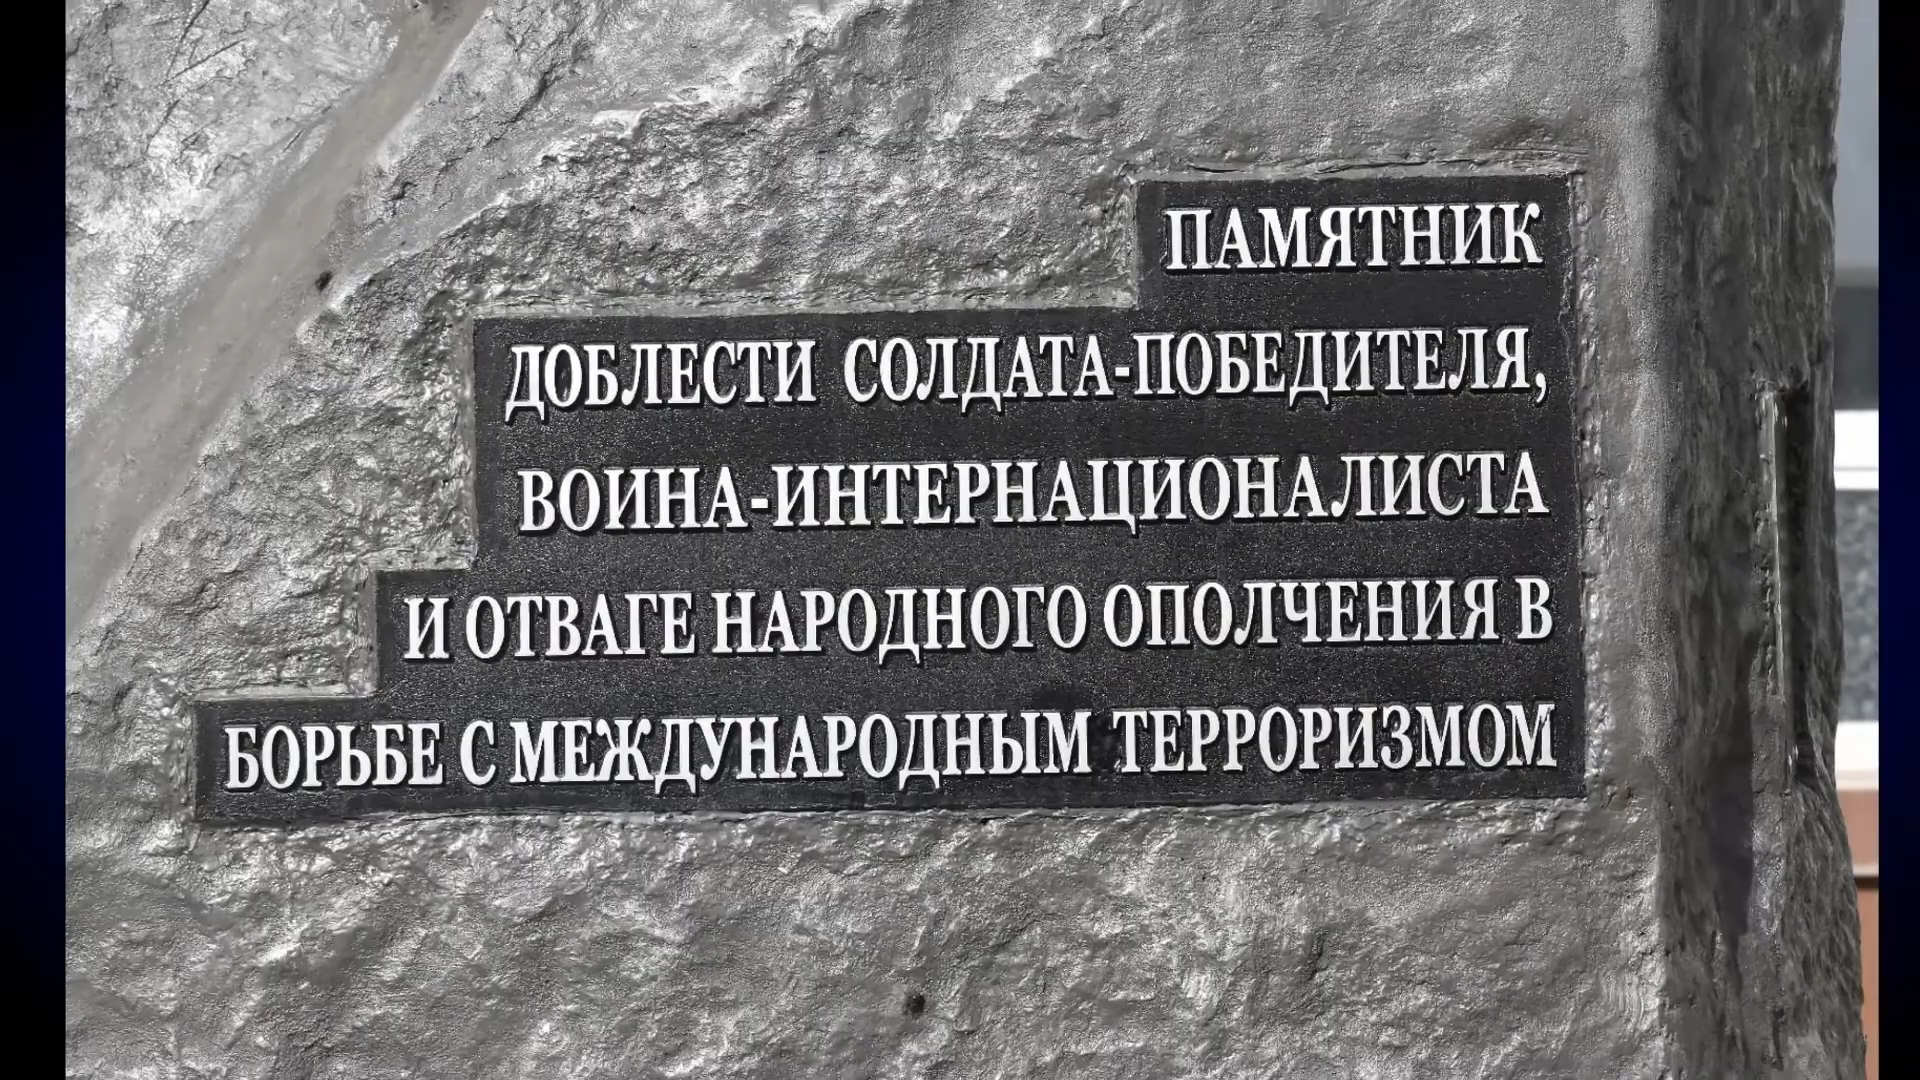 ПАМЯТНИК
ДОБЛЕСТИ СОЛДАТА-ПОБЕДИТЕЛЯ,
ВОИНА-ИНТЕРНАЦИОНАЛИСТА
И ОТВАГЕ НАРОДНОГО ОПОЛЧЕНИЯ В
БОРЬБЕ С МЕЖДУНАРОДНЫМ ТЕРРОРИЗМОМ